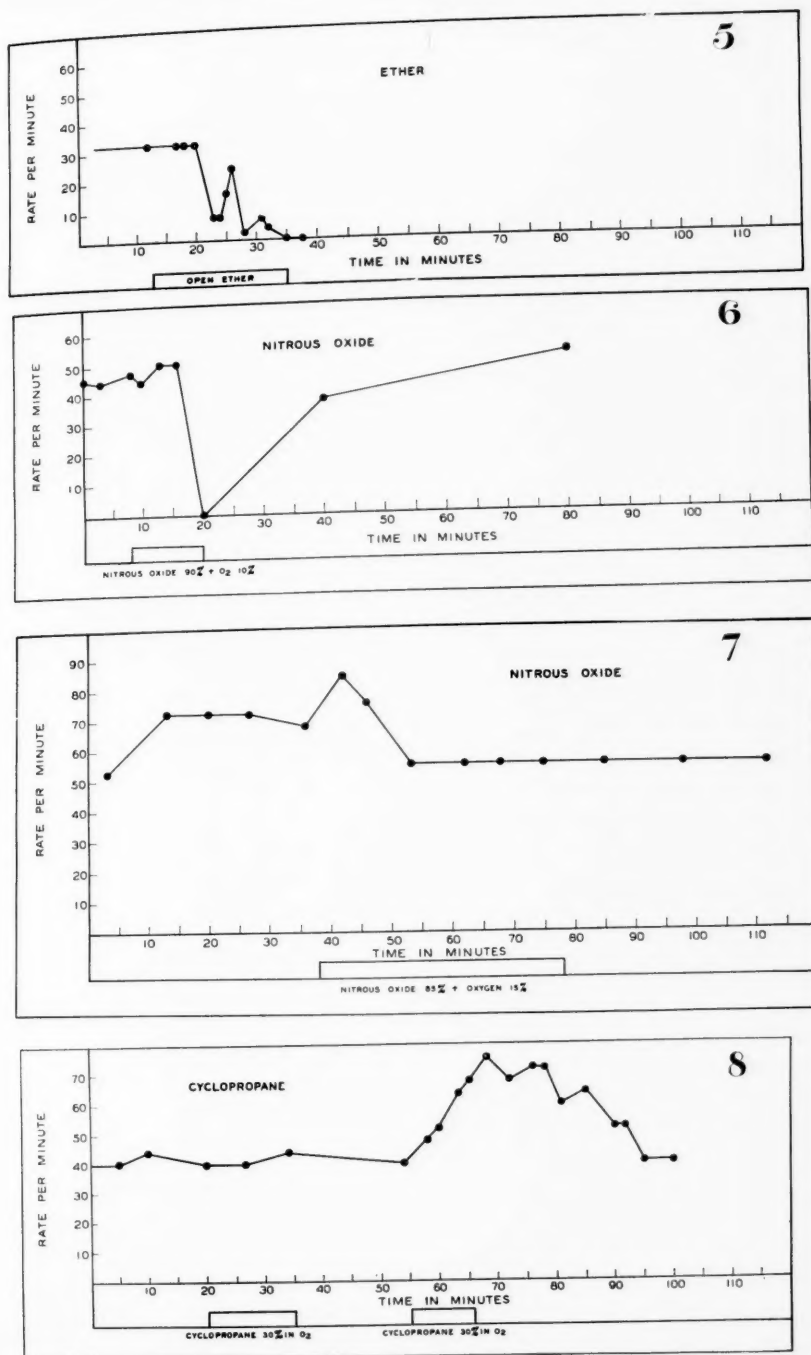 5
ETHER
RATE PER MINUTE
60
50
40
30
20
10
10 20 30 40 50 60 70 80 90 100 110
TIME IN MINUTES
OPEN ETHER
6
NITROUS OXIDE
RATE PER MINUTE
60
50
40
30
20
10
10 20 30 40 50 60 70 80 90 100 110
TIME IN MINUTES
NITROUS OXIDE 90% + O2 10%
7
NITROUS OXIDE
RATE PER MINUTE
90
80
70
60
50
40
30
20
10
10 20 30 40 50 60 70 80 90 100 110
TIME IN MINUTES
NITROUS OXIDE 85% + OXYGEN 15%
8
CYCLOPROPANE
RATE PER MINUTE
70
60
50
40
30
20
10
10 20 30 40 50 60 70 80 90 100 110
TIME IN MINUTES
CYCLOPROPANE 30% IN O2 CYCLOPROPANE 30% IN O2